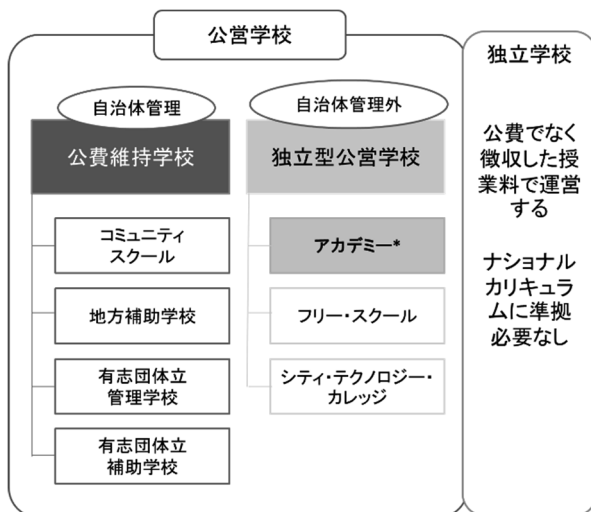 公営学校
自治体管理
公費維持学校
コミュニティ
スクール
地方補助学校
有志団体立
管理学校
有志団体立
補助学校
自治体管理外
独立型公営学校
アカデミー*
フリー・スクール
シティ・テクノロジー・
カレッジ
独立学校
公費でなく
徴収した授
業料で運営
する
ナショナル
カリキュラ
ムに準拠
必要なし